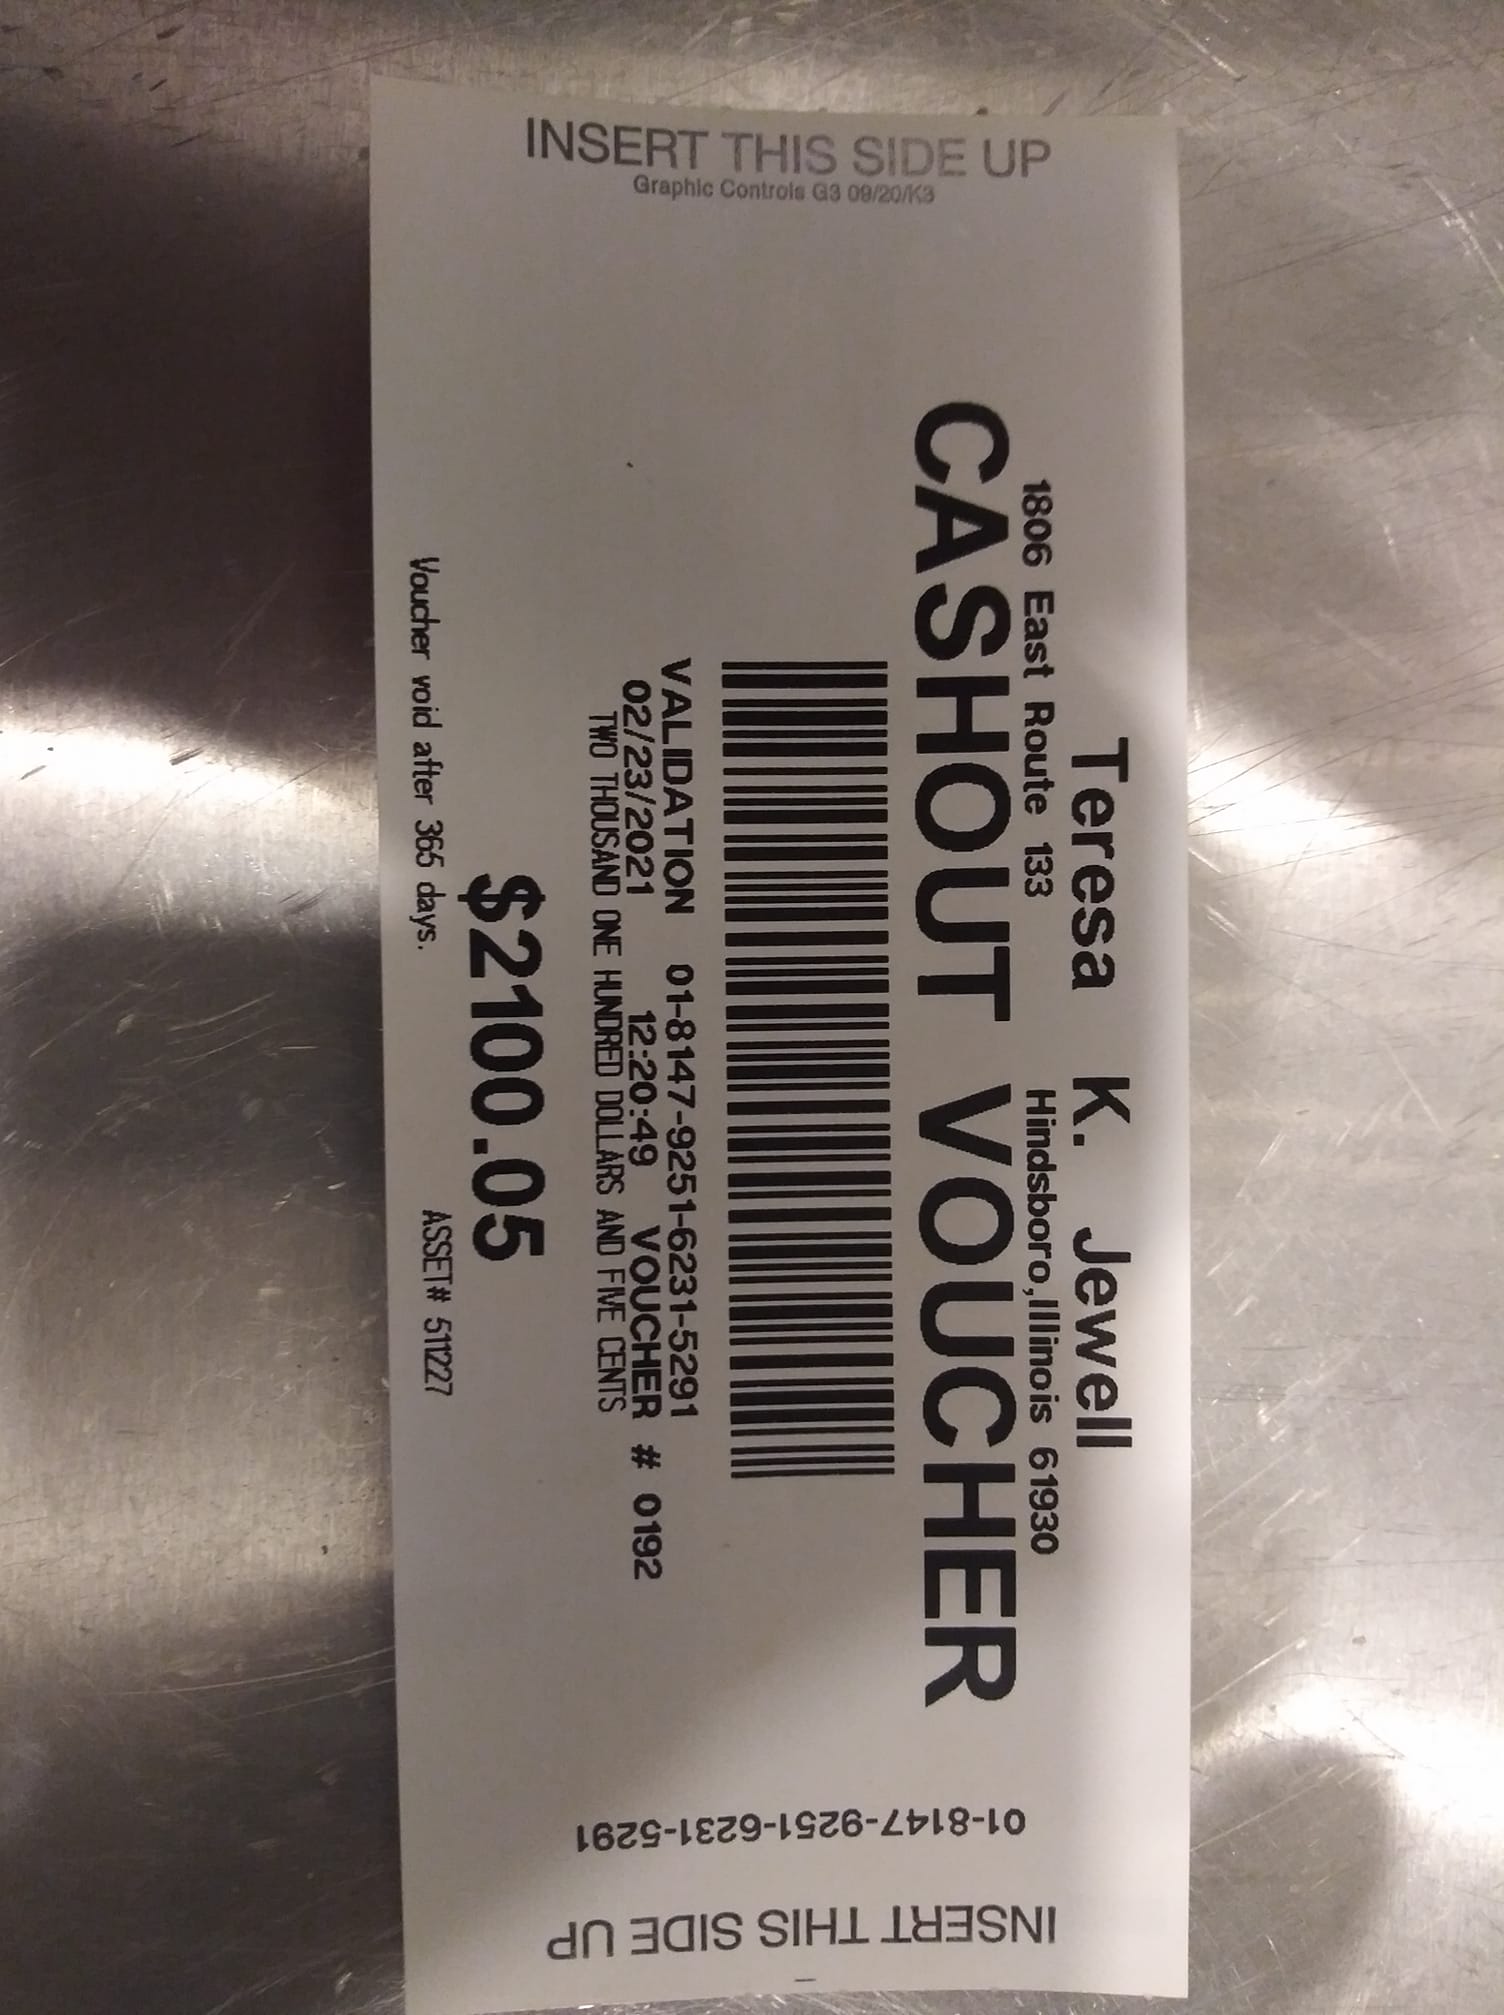 INSERT THIS SIDE UP
Graphic Controls G3 09/20/K3
Teresa K. Jewell
1806 East Route 133 Hindsboro,Illinois 61930
CASHOUT VOUCHER
VALIDATION 01-8147-9251-6231-5291
02/23/2021 12:20:49 VOUCHER # 0192
TWO THOUSAND ONE HUNDRED DOLLARS AND FIVE CENTS
$2100.05
Voucher void after 365 days. ASSET# 511227
01-8147-9251-6231-5291
INSERT THIS SIDE UP